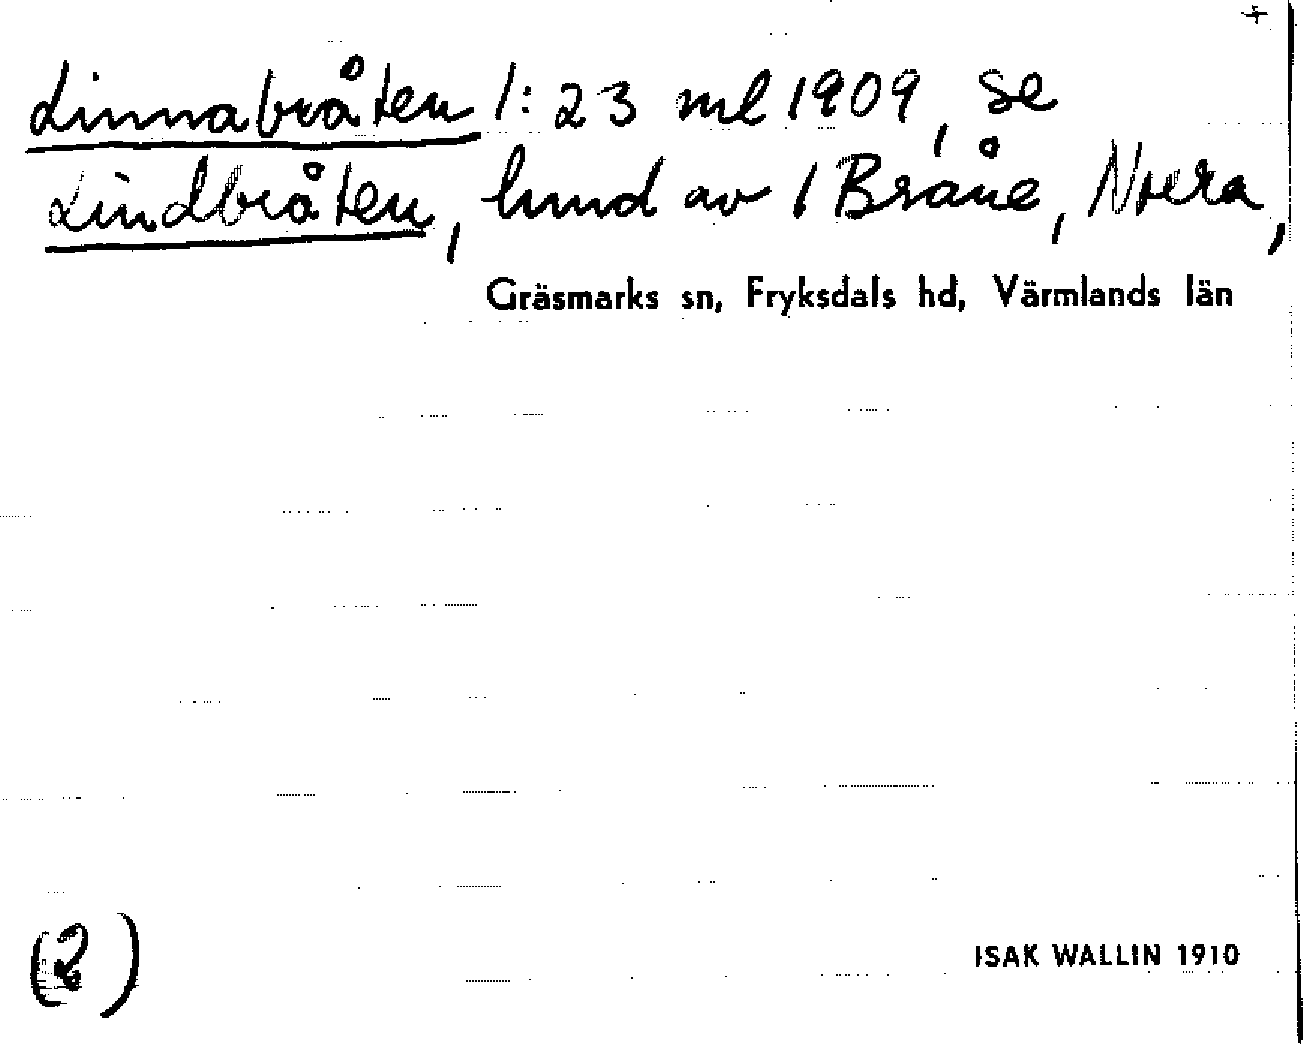 +
Linnabråten 1:23 ml 1909, se
Lindbråten, hmd av 1 Bråne, Norra,
Gräsmarks sn, Fryksdals hd, Värmlands län
(2)
ISAK WALLIN 1910